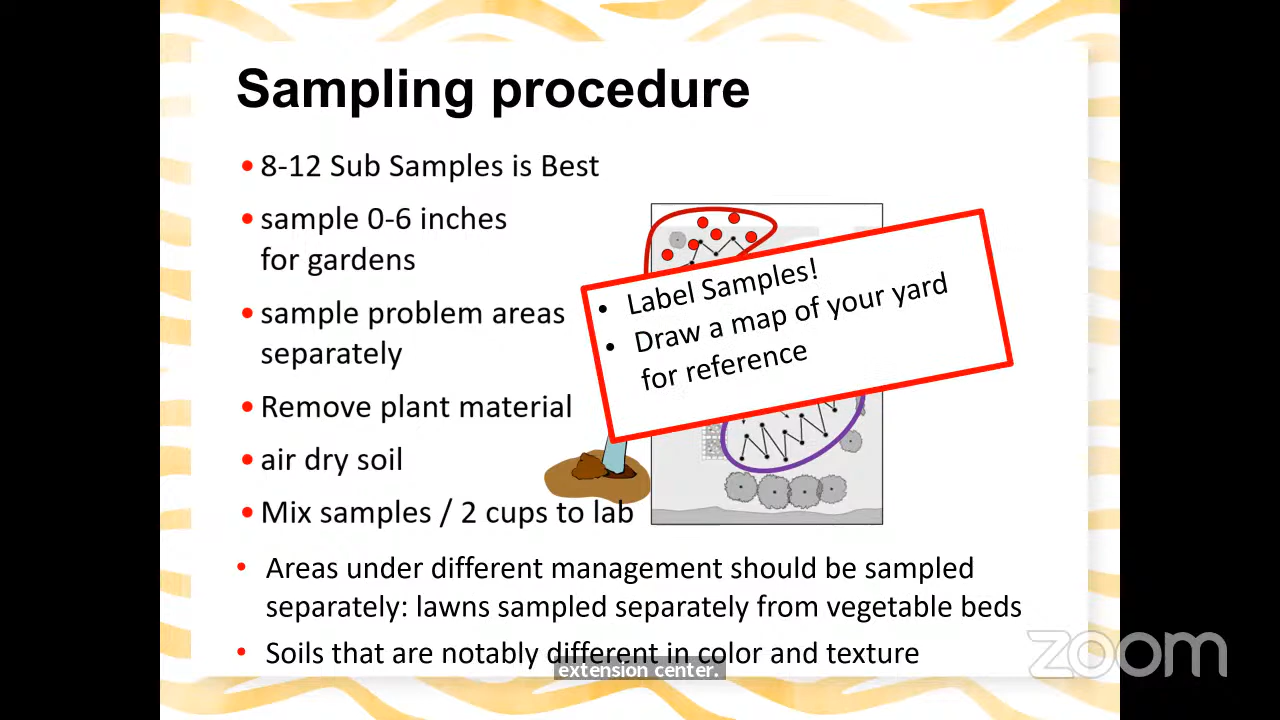 Sampling procedure
• 8-12 Sub Samples is Best
• sample 0-6 inches
for gardens
• sample problem areas
separately
• Remove plant material
• air dry soil
• Mix samples / 2 cups to lab
• Label Samples!
• Draw a map of your yard
for reference
• Areas under different management should be sampled
separately: lawns sampled separately from vegetable beds
• Soils that are notably different in color and texture
extension center.
zoom